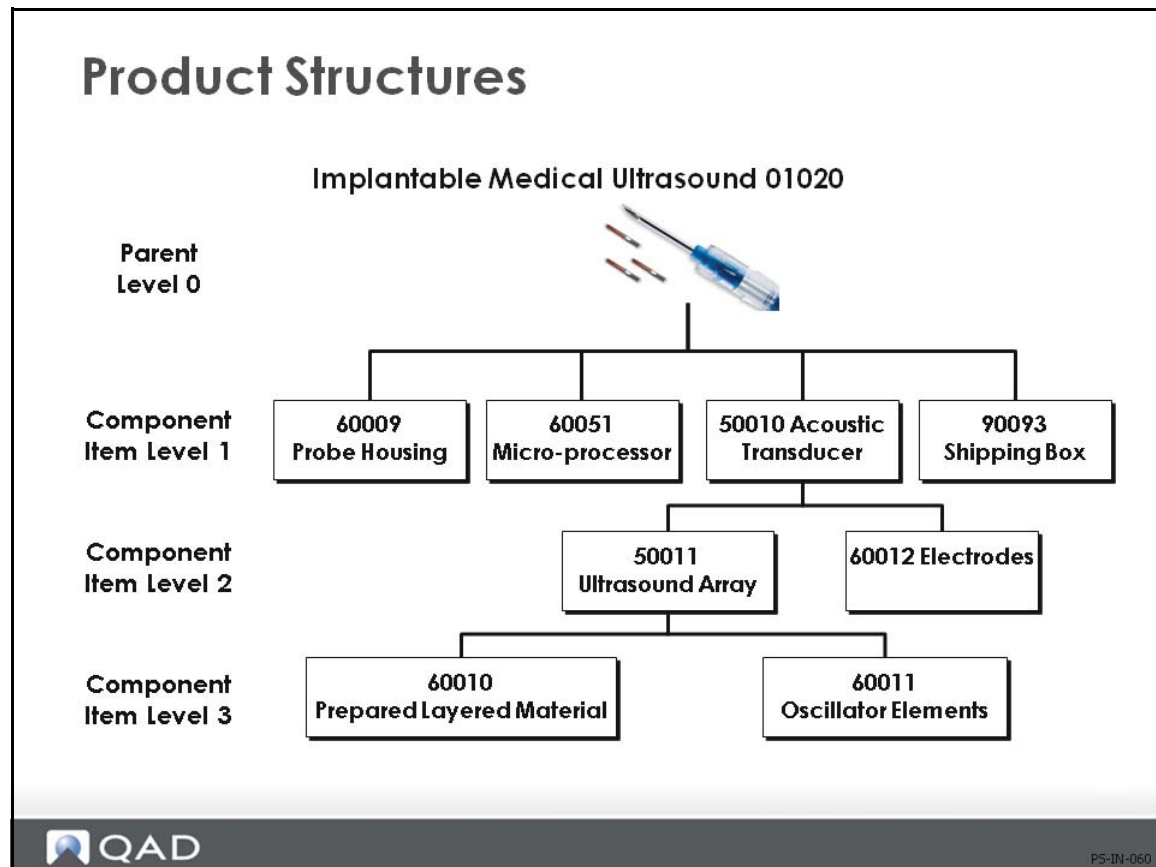 Product Structures
Implantable Medical Ultrasound 01020
Parent
Level 0
Component
Item Level 1
60009
Probe Housing
60051
Micro-processor
50010 Acoustic
Transducer
90093
Shipping Box
Component
Item Level 2
50011
Ultrasound Array
60012 Electrodes
Component
Item Level 3
60010
Prepared Layered Material
60011
Oscillator Elements
QAD
PS-IN-060